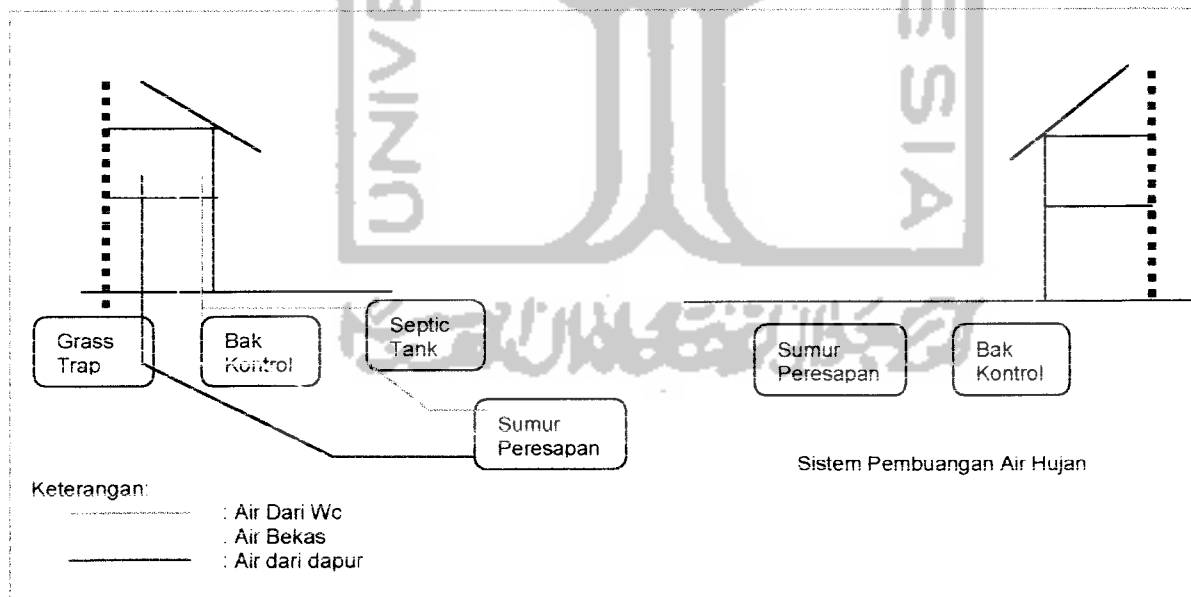 Grass
Trap
Bak
Kontrol
Septic
Tank
Sumur
Peresapan
Sumur
Peresapan
Bak
Kontrol
Sistem Pembuangan Air Hujan
Keterangan:
: Air Dari Wc
: Air Bekas
: Air dari dapur
ESIA